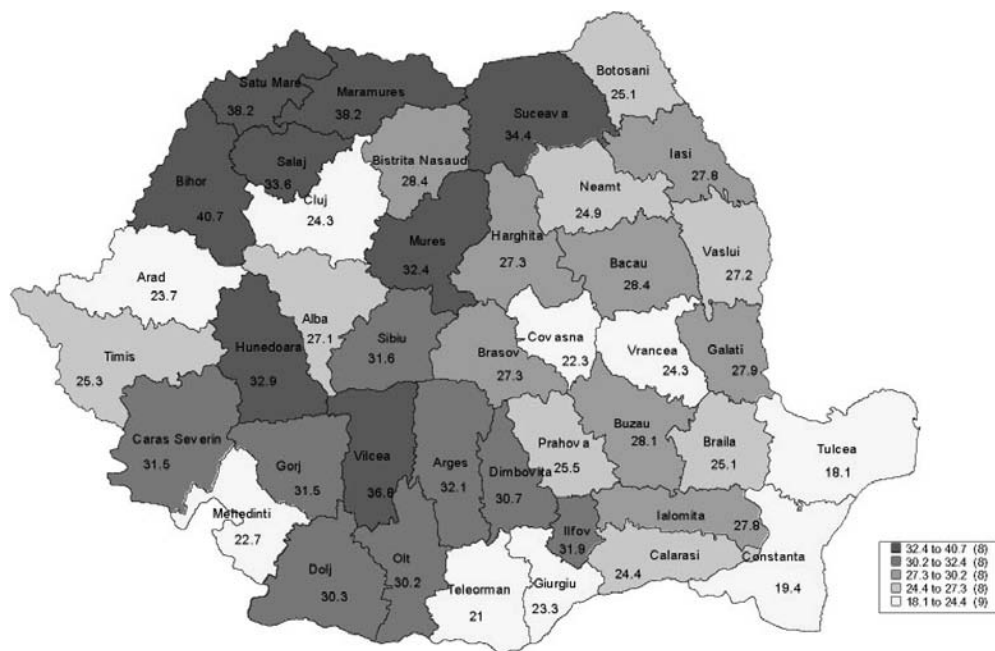 Botosani
25.1
Satu Mare
38.2
Maramures
38.2
Suceava
34.4
Iasi
27.8
Salaj
33.6
Bistrita Nasaud
28.4
Neamt
24.9
Bihor
40.7
Cluj
24.3
Mures
32.4
Harghita
27.3
Bacau
28.4
Vaslui
27.2
Arad
23.7
Alba
27.1
Sibiu
31.6
Covasna
22.3
Vrancea
24.3
Galati
27.9
Timis
25.3
Hunedoara
32.9
Brasov
27.3
Caras Severin
31.5
Gorj
31.5
Vilcea
36.8
Arges
32.1
Dimbovita
30.7
Prahova
25.5
Buzau
28.1
Braila
25.1
Tulcea
18.1
Mehedinti
22.7
Ilfov
31.9
Ialomita
27.8
Calarasi
24.4
Constanta
19.4
Dolj
30.3
Olt
30.2
Teleorman
21
Giurgiu
23.3
32.4 to 40.7 (8)
30.2 to 32.4 (8)
27.3 to 30.2 (8)
24.4 to 27.3 (8)
18.1 to 24.4 (9)